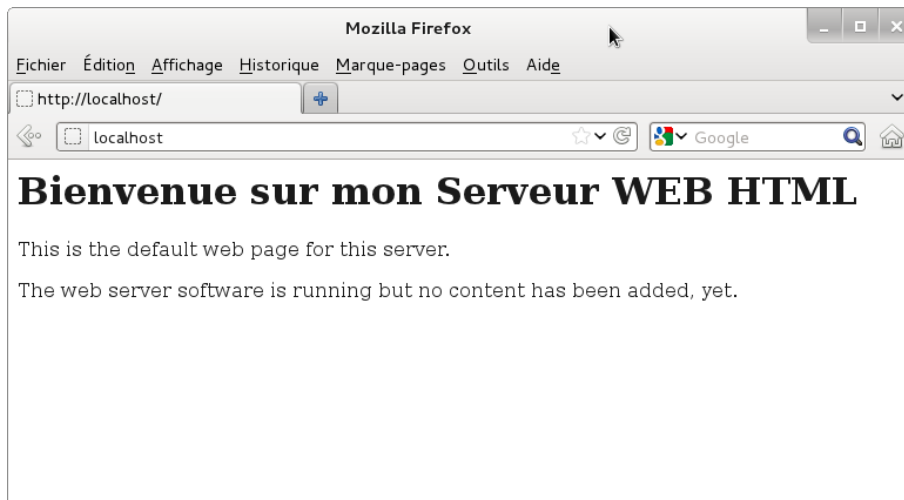 Mozilla Firefox
Fichier Édition Affichage Historique Marque-pages Outils Aide
http://localhost/
localhost Google
Bienvenue sur mon Serveur WEB HTML
This is the default web page for this server.
The web server software is running but no content has been added, yet.